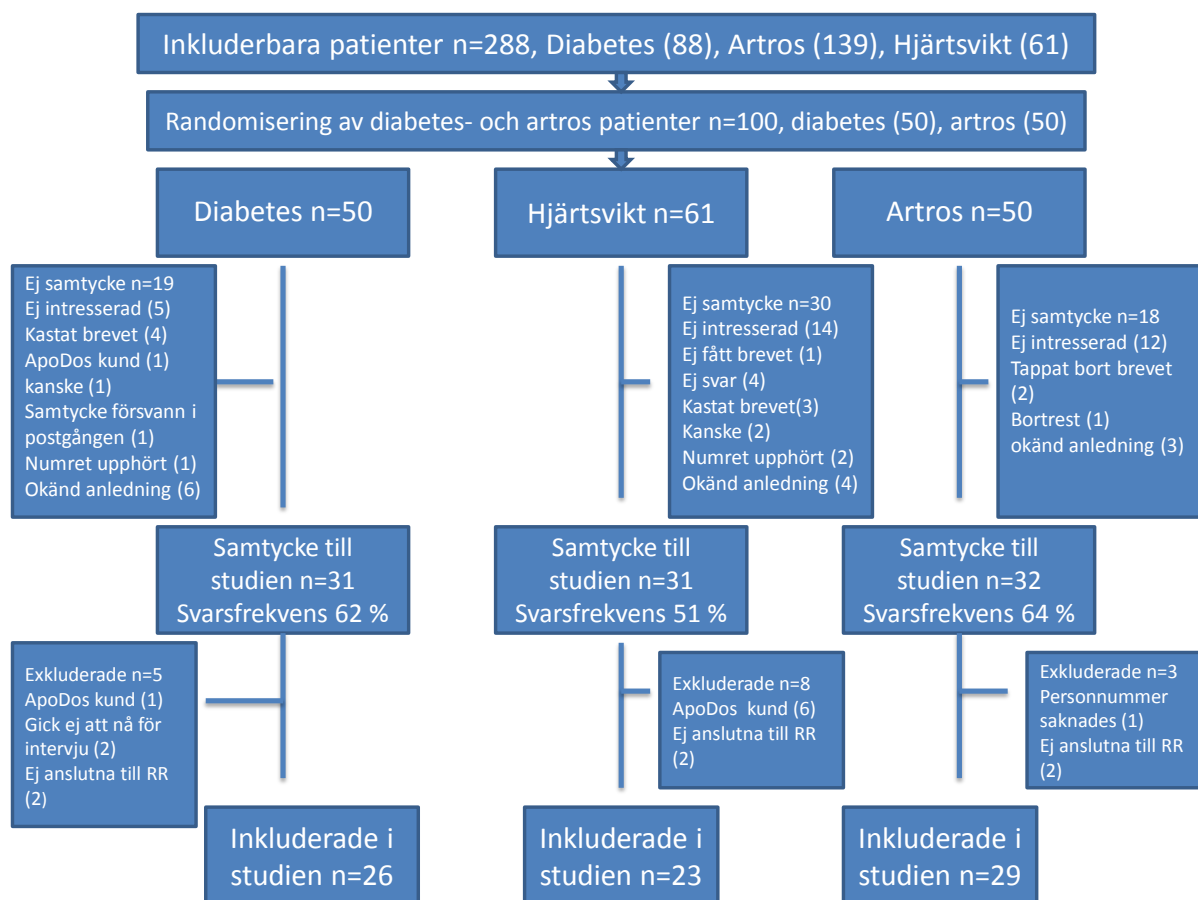 Inkluderbara patienter n=288, Diabetes (88), Artros (139), Hjärtsvikt (61)
Randomisering av diabetes- och artros patienter n=100, diabetes (50), artros (50)
Diabetes n=50
Hjärtsvikt n=61
Artros n=50
Ej samtycke n=19
Ej intresserad (5)
Kastat brevet (4)
ApoDos kund (1)
kanske (1)
Samtycke försvann i
postgången (1)
Numret upphört (1)
Okänd anledning (6)
Ej samtycke n=30
Ej intresserad (14)
Ej fått brevet (1)
Ej svar (4)
Kastat brevet(3)
Kanske (2)
Numret upphört (2)
Okänd anledning (4)
Ej samtycke n=18
Ej intresserad (12)
Tappat bort brevet
(2)
Bortrest (1)
okänd anledning (3)
Samtycke till
studien n=31
Svarsfrekvens 62 %
Samtycke till
studien n=31
Svarsfrekvens 51 %
Samtycke till
studien n=32
Svarsfrekvens 64 %
Exkluderade n=5
ApoDos kund (1)
Gick ej att nå för
intervju (2)
Ej anslutna till RR
(2)
Exkluderade n=8
ApoDos  kund (6)
Ej anslutna till RR
(2)
Exkluderade n=3
Personnummer
saknades (1)
Ej anslutna till RR
(2)
Inkluderade i
studien n=26
Inkluderade i
studien n=23
Inkluderade i
studien n=29